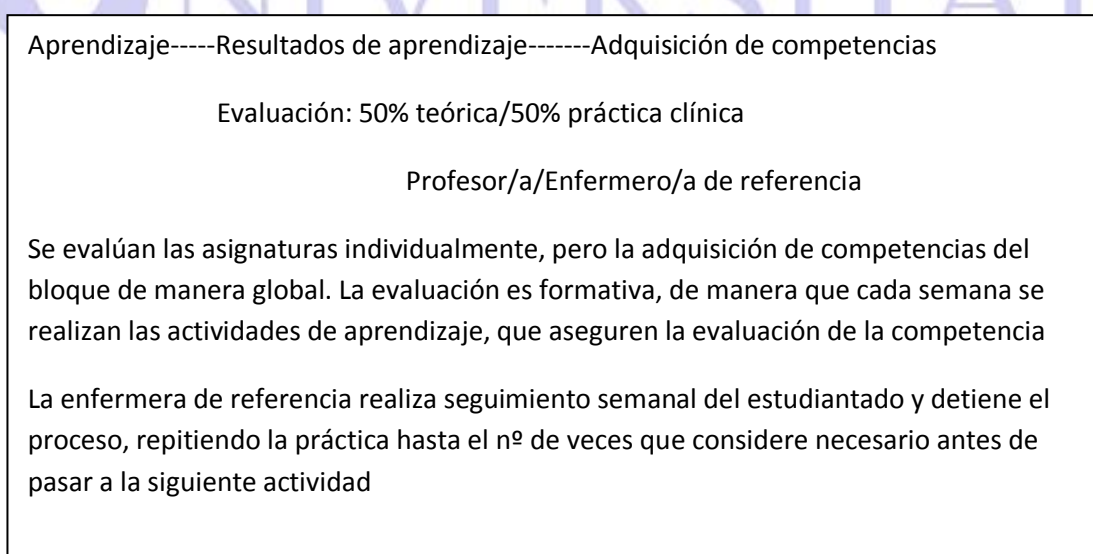 UNIVERSITAT
Aprendizaje-----Resultados de aprendizaje-------Adquisición de competencias
Evaluación: 50% teórica/50% práctica clínica
Profesor/a/Enfermero/a de referencia
Se evalúan las asignaturas individualmente, pero la adquisición de competencias del
bloque de manera global. La evaluación es formativa, de manera que cada semana se
realizan las actividades de aprendizaje, que aseguren la evaluación de la competencia
La enfermera de referencia realiza seguimiento semanal del estudiantado y detiene el
proceso, repitiendo la práctica hasta el nº de veces que considere necesario antes de
pasar a la siguiente actividad